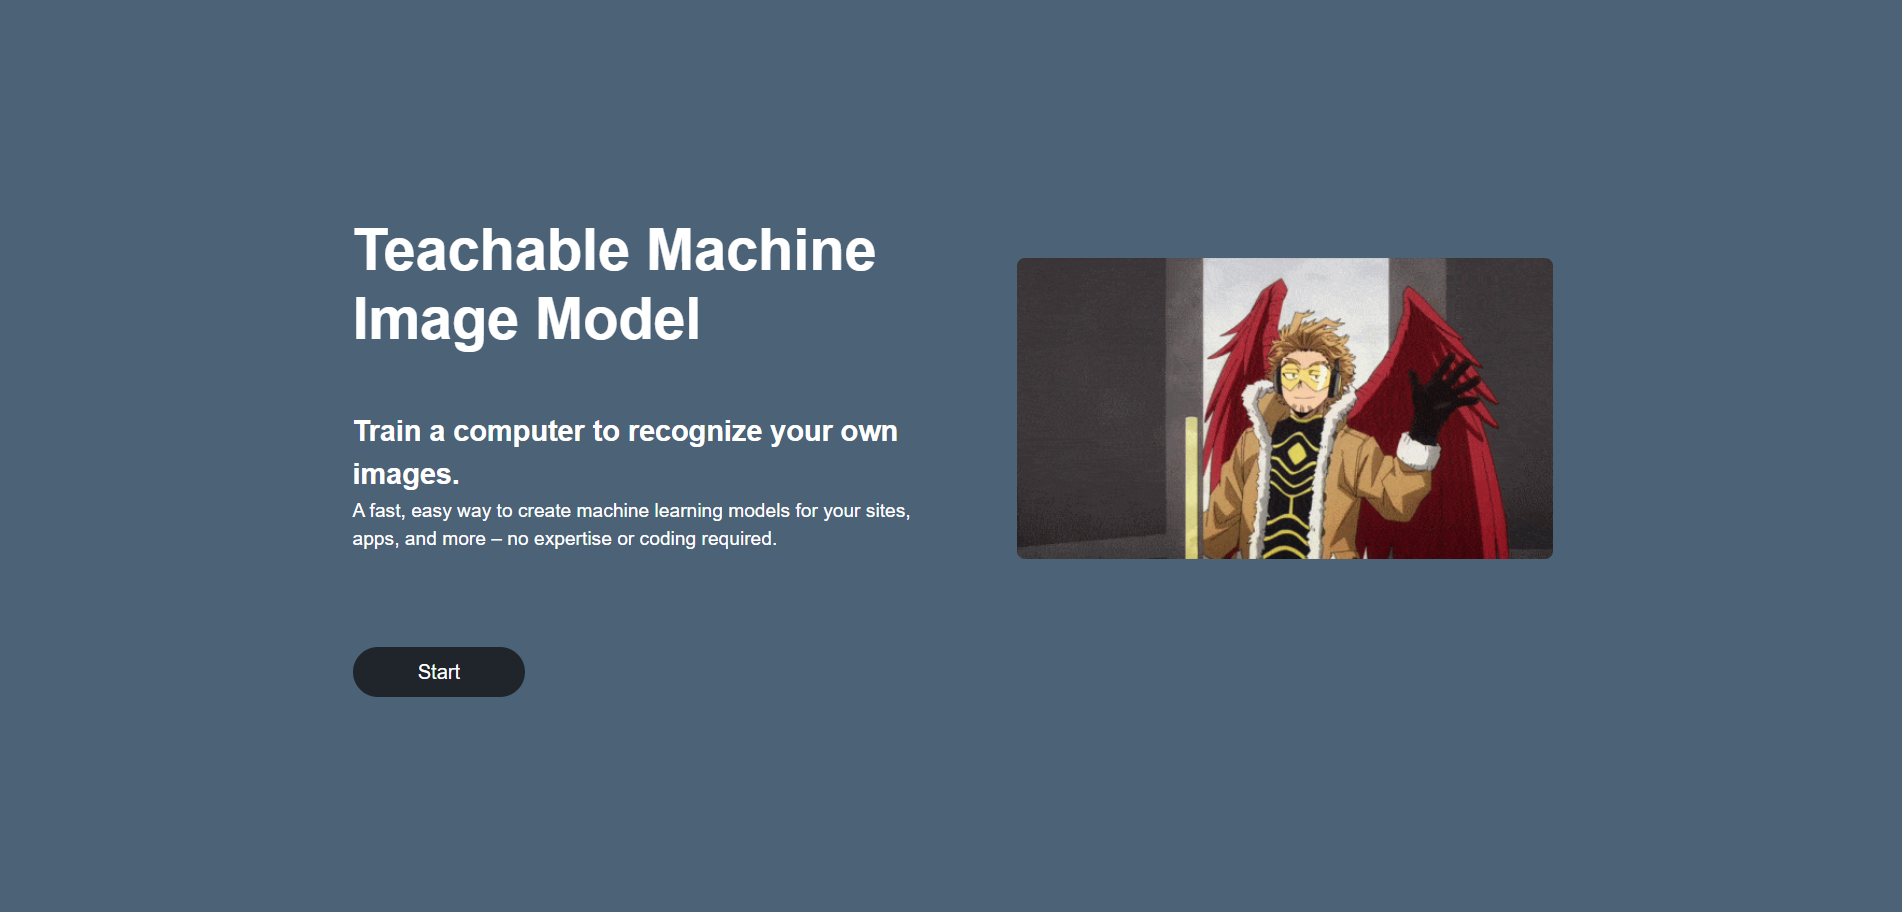 Teachable Machine
Image Model
Train a computer to recognize your own
images.
A fast, easy way to create machine learning models for your sites,
apps, and more – no expertise or coding required.
Start